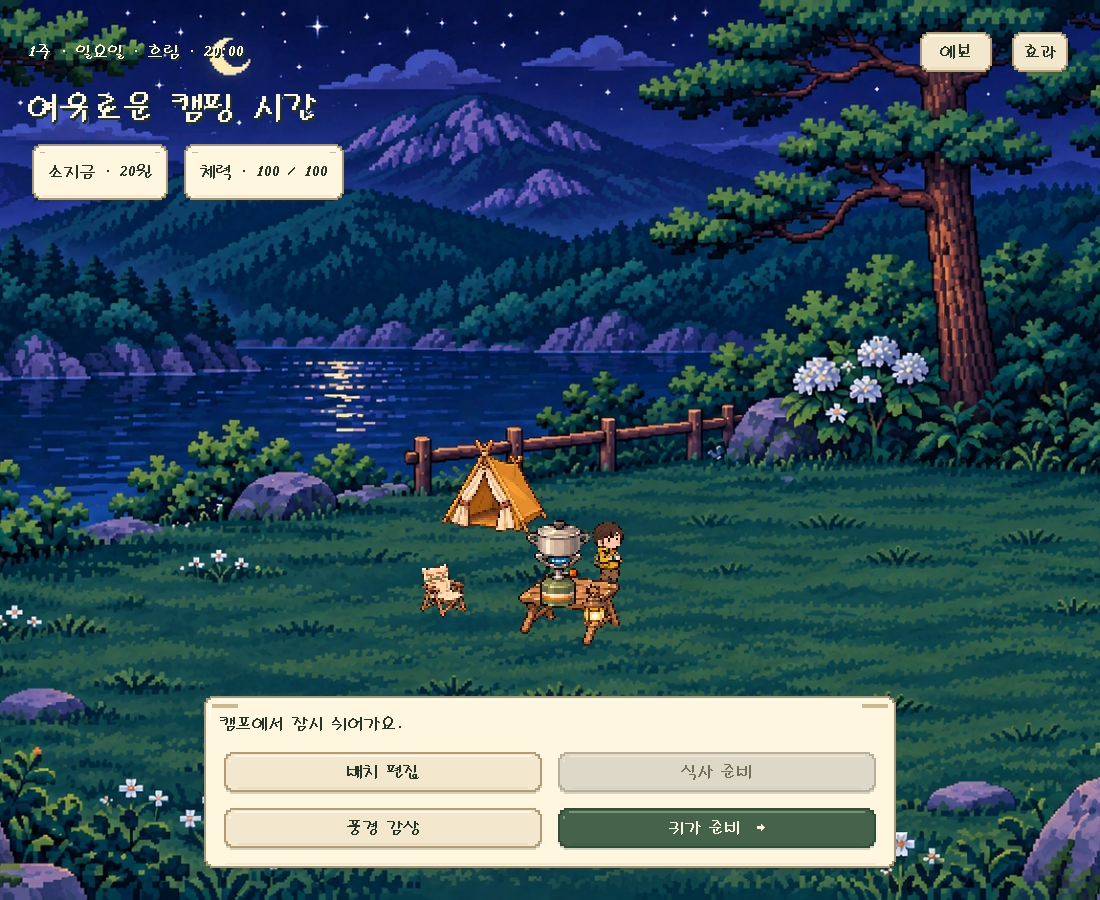 1주 · 일요일 · 흐림 · 20:00
예보
효과
여유로운 캠핑 시간
소지금 · 20원
체력 · 100 / 100
캠프에서 잠시 쉬어가요.
배치 편집
식사 준비
풍경 감상
귀가 준비 →